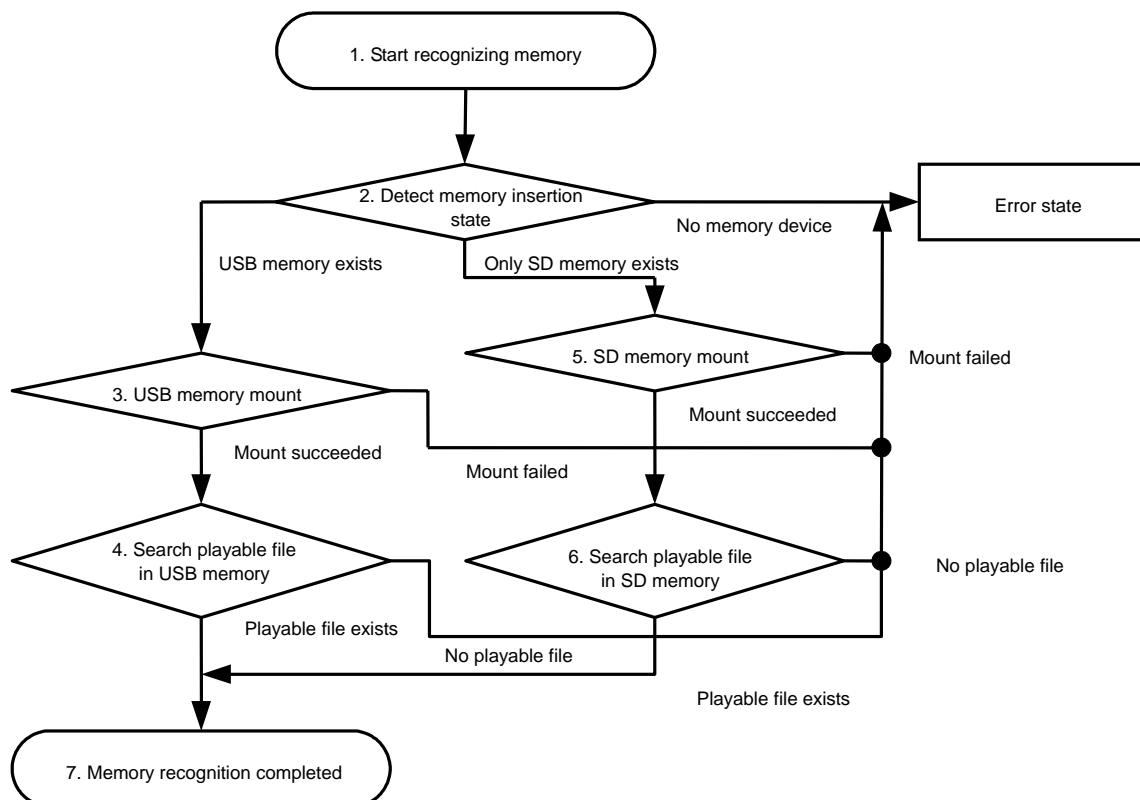 1. Start recognizing memory
2. Detect memory insertion
state
Error state
No memory device
USB memory exists
Only SD memory exists
5. SD memory mount
Mount failed
3. USB memory mount
Mount succeeded
Mount succeeded
Mount failed
4. Search playable file
in USB memory
6. Search playable file
in SD memory
No playable file
Playable file exists
No playable file
Playable file exists
7. Memory recognition completed